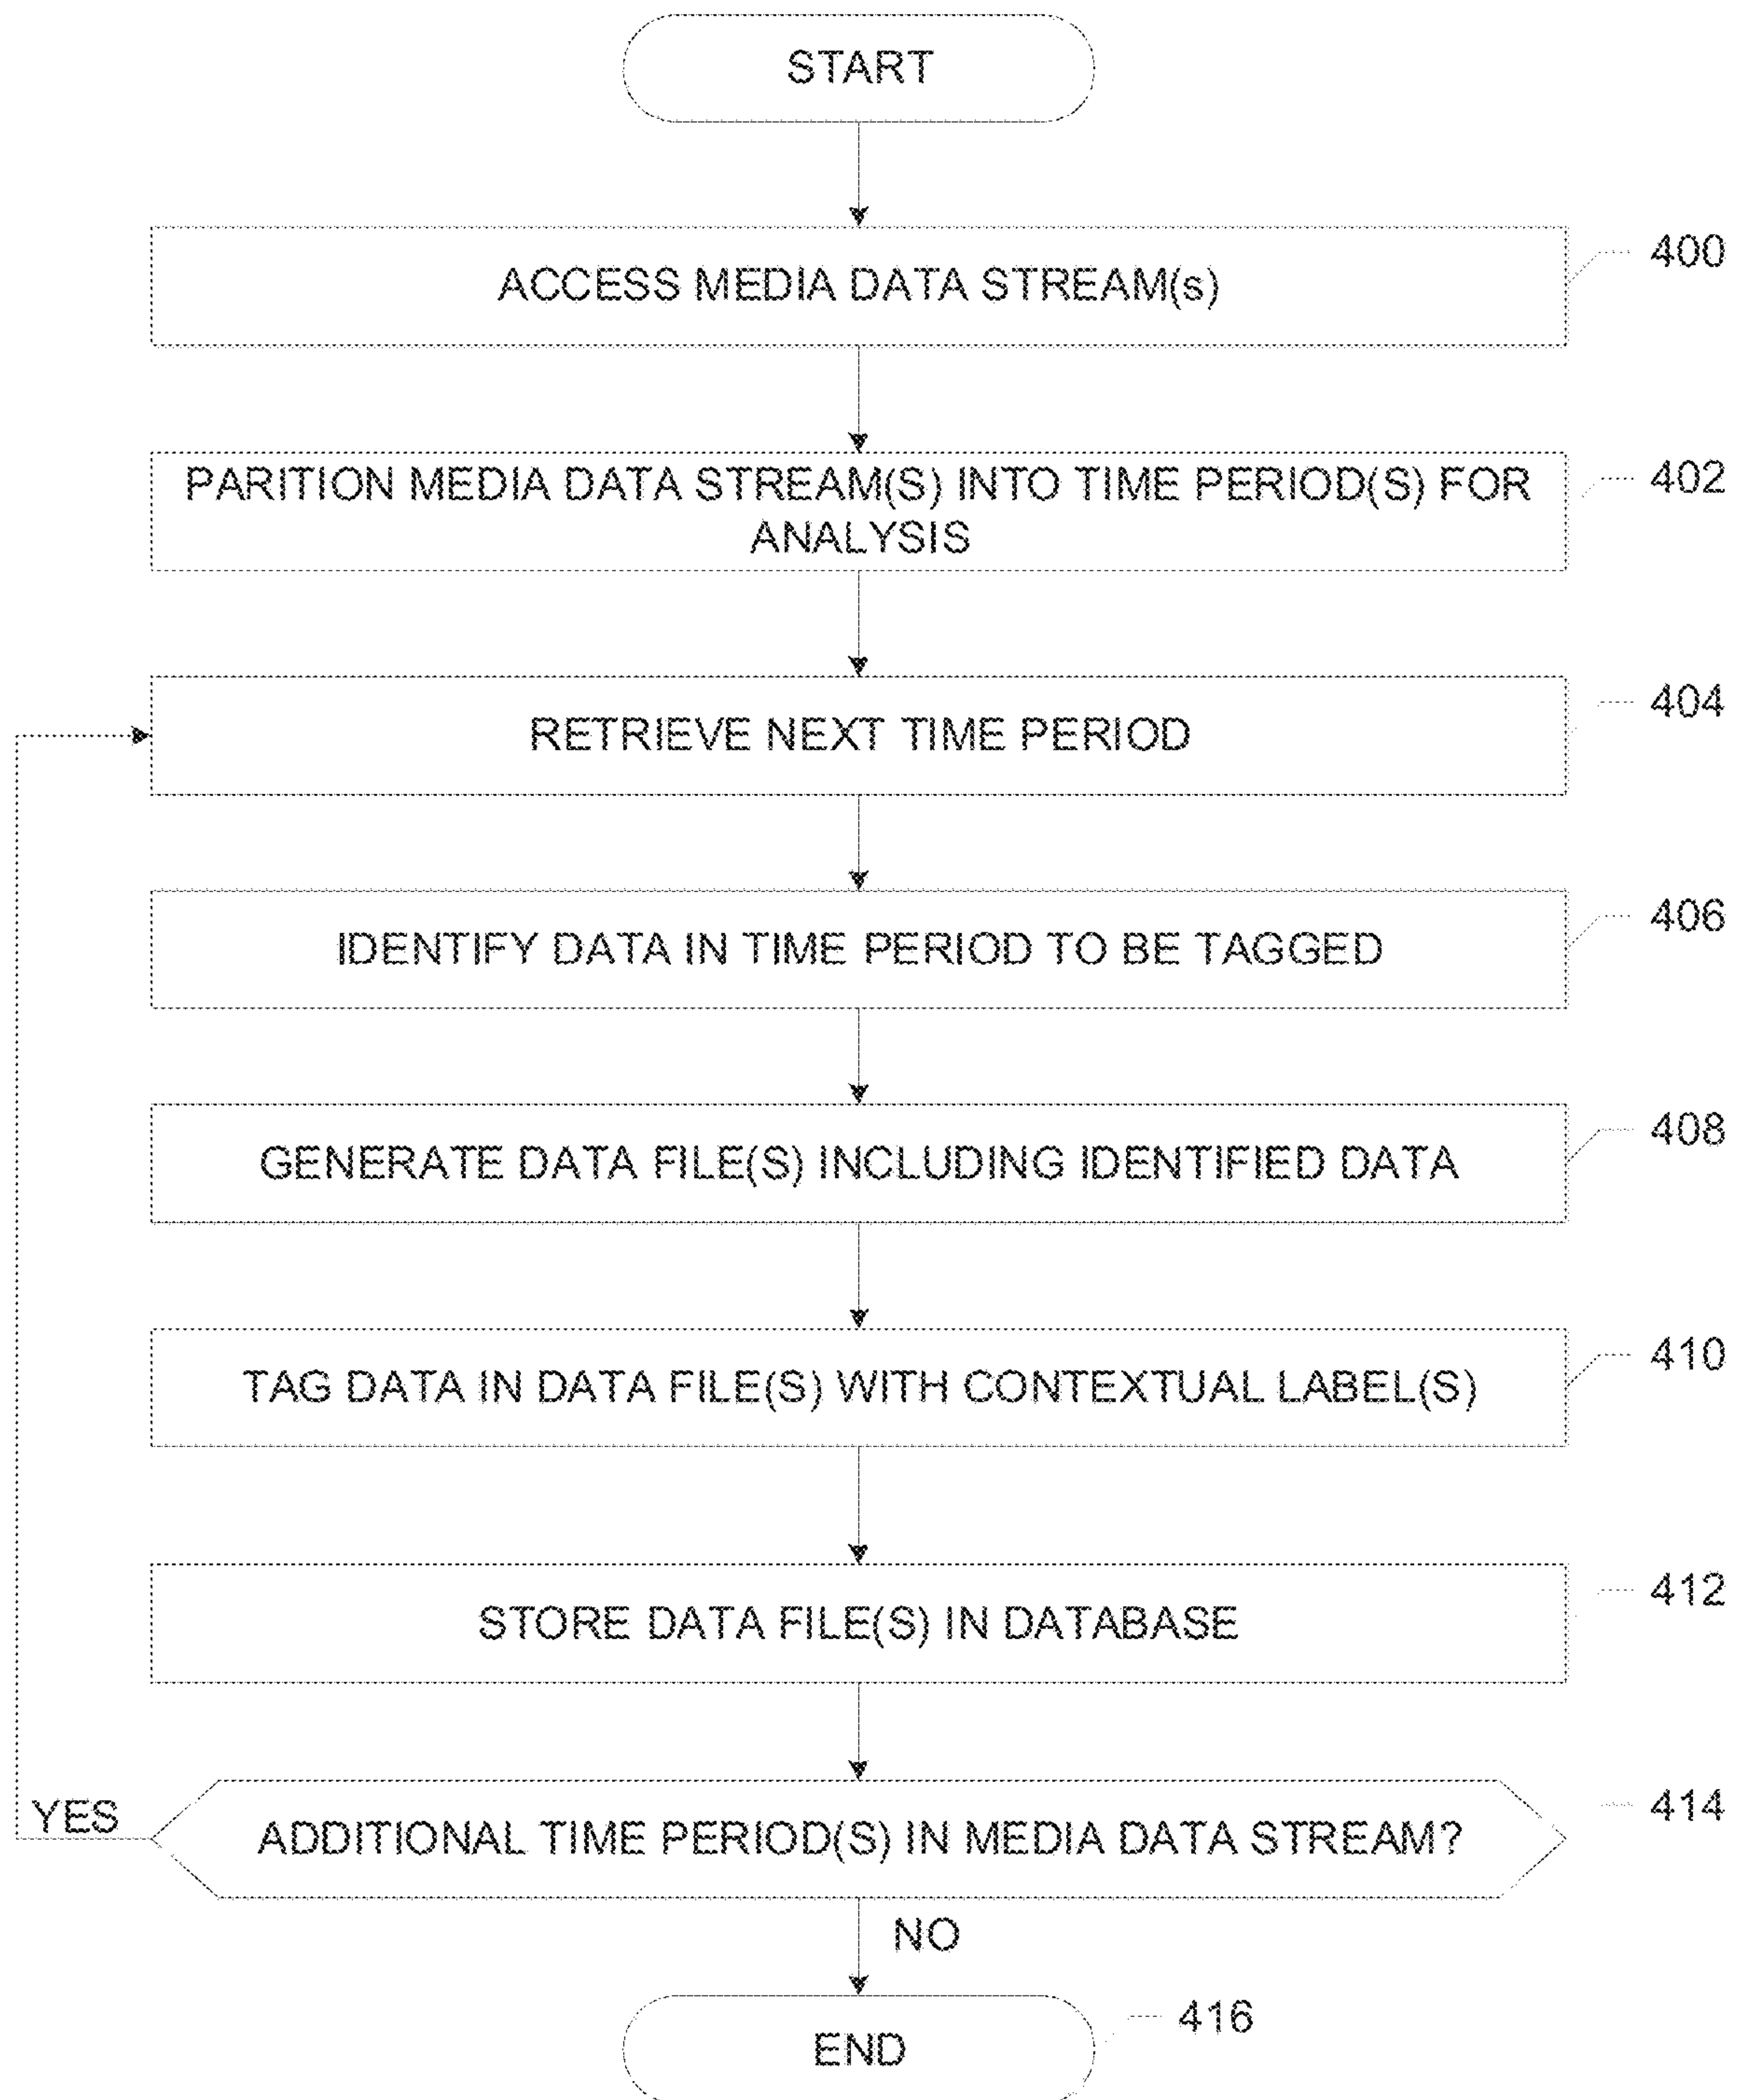 START
ACCESS MEDIA DATA STREAM(s)
400
PARITION MEDIA DATA STREAM(S) INTO TIME PERIOD(S) FOR
ANALYSIS
402
RETRIEVE NEXT TIME PERIOD
404
IDENTIFY DATA IN TIME PERIOD TO BE TAGGED
406
GENERATE DATA FILE(S) INCLUDING IDENTIFIED DATA
408
TAG DATA IN DATA FILE(S) WITH CONTEXTUAL LABEL(S)
410
STORE DATA FILE(S) IN DATABASE
412
YES
ADDITIONAL TIME PERIOD(S) IN MEDIA DATA STREAM?
414
NO
END
416